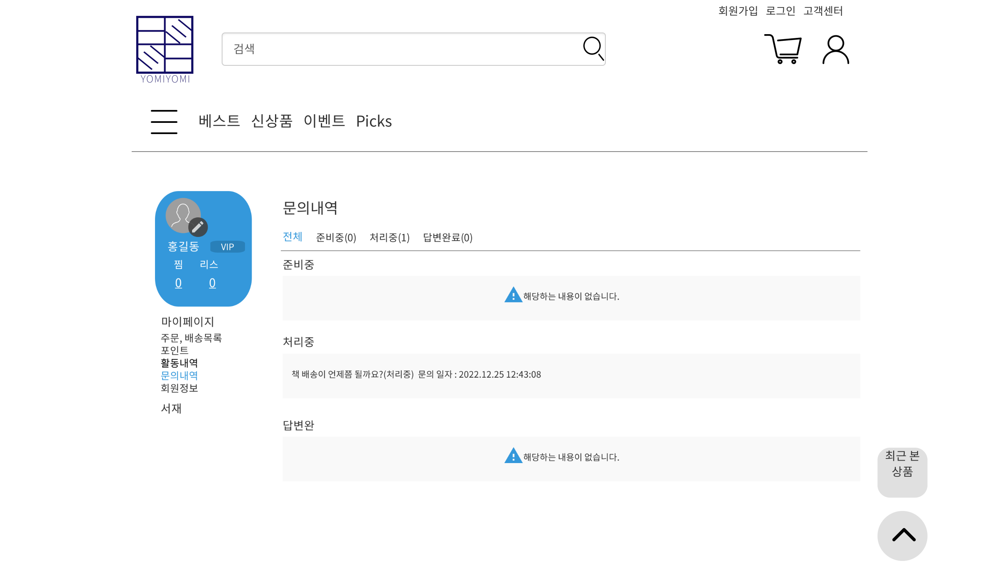 회원가입 로그인 고객센터
검색
YOMIYOMI
베스트 신상품 이벤트 Picks
홍길동 VIP
찜 리스
0 0
마이페이지
주문, 배송목록
포인트
활동내역
문의내역
회원정보
서재
문의내역
전체 준비중(0) 처리중(1) 답변완료(0)
준비중
해당하는 내용이 없습니다.
처리중
책 배송이 언제쯤 될까요?(처리중) 문의 일자 : 2022.12.25 12:43:08
답변완
해당하는 내용이 없습니다.
최근 본
상품